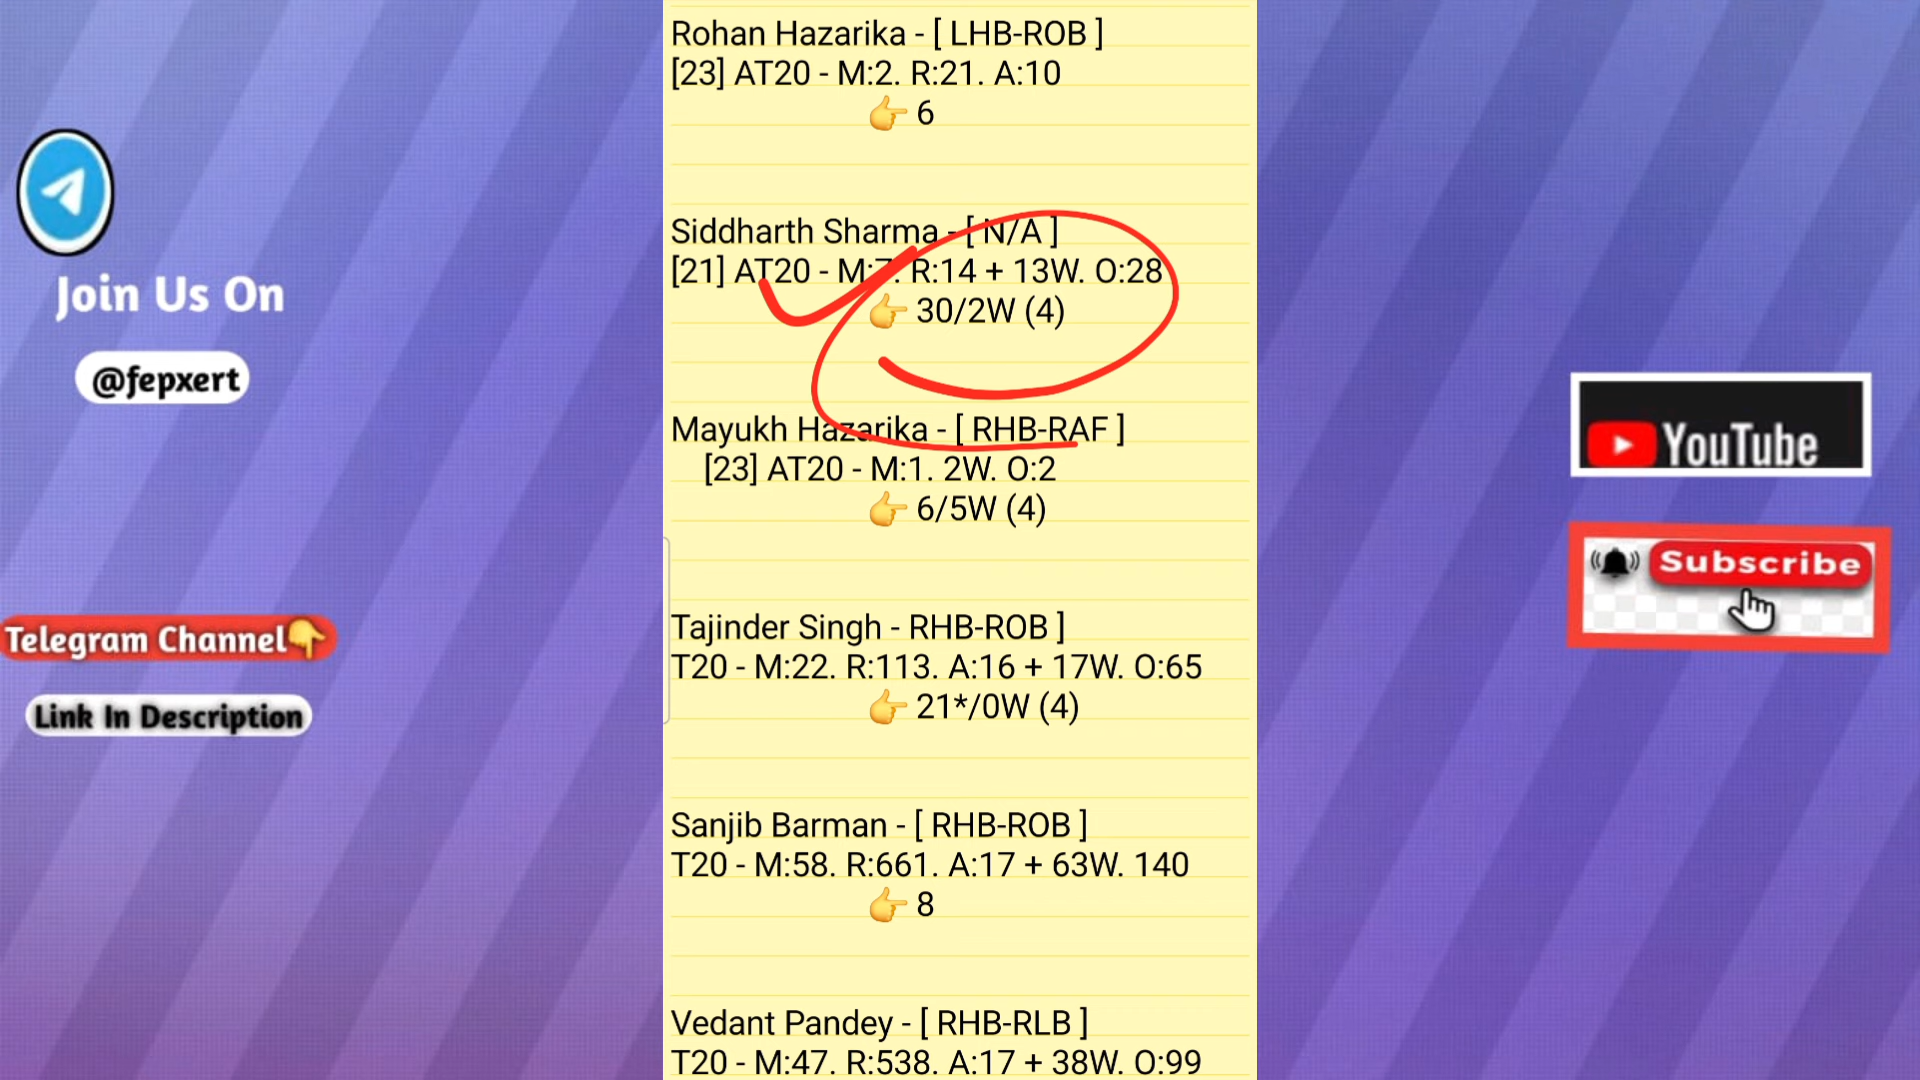 Rohan Hazarika - [ LHB-ROB ]
[23] AT20 - M:2. R:21. A:10
👉 6
Siddharth Sharma - [ N/A ]
[21] AT20 - M:7. R:14 + 13W. O:28
👉 30/2W (4)
Mayukh Hazarika - [ RHB-RAF ]
[23] AT20 - M:1. 2W. O:2
👉 6/5W (4)
Tajinder Singh - RHB-ROB ]
T20 - M:22. R:113. A:16 + 17W. O:65
👉 21*/0W (4)
Sanjib Barman - [ RHB-ROB ]
T20 - M:58. R:661. A:17 + 63W. 140
👉 8
Vedant Pandey - [ RHB-RLB ]
T20 - M:47. R:538. A:17 + 38W. O:99
Join Us On
@fepxert
Telegram Channel👇
Link In Description
YouTube
Subscribe